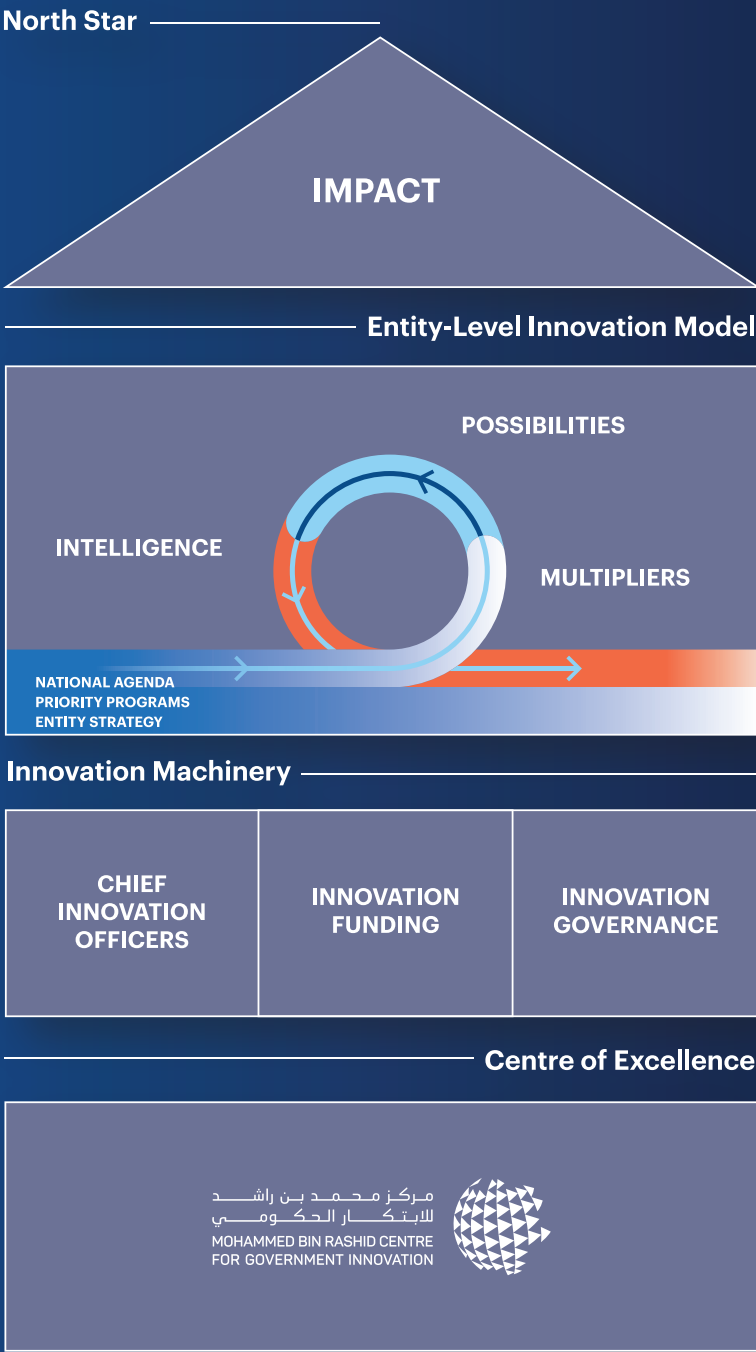 North Star
IMPACT
Entity-Level Innovation Model
POSSIBILITIES
INTELLIGENCE
MULTIPLIERS
NATIONAL AGENDA
PRIORITY PROGRAMS
ENTITY STRATEGY
Innovation Machinery
CHIEF
INNOVATION
OFFICERS
INNOVATION
FUNDING
INNOVATION
GOVERNANCE
Centre of Excellence
مركز محمد بن راشد
للابتكار الحكومي
MOHAMMED BIN RASHID CENTRE
FOR GOVERNMENT INNOVATION